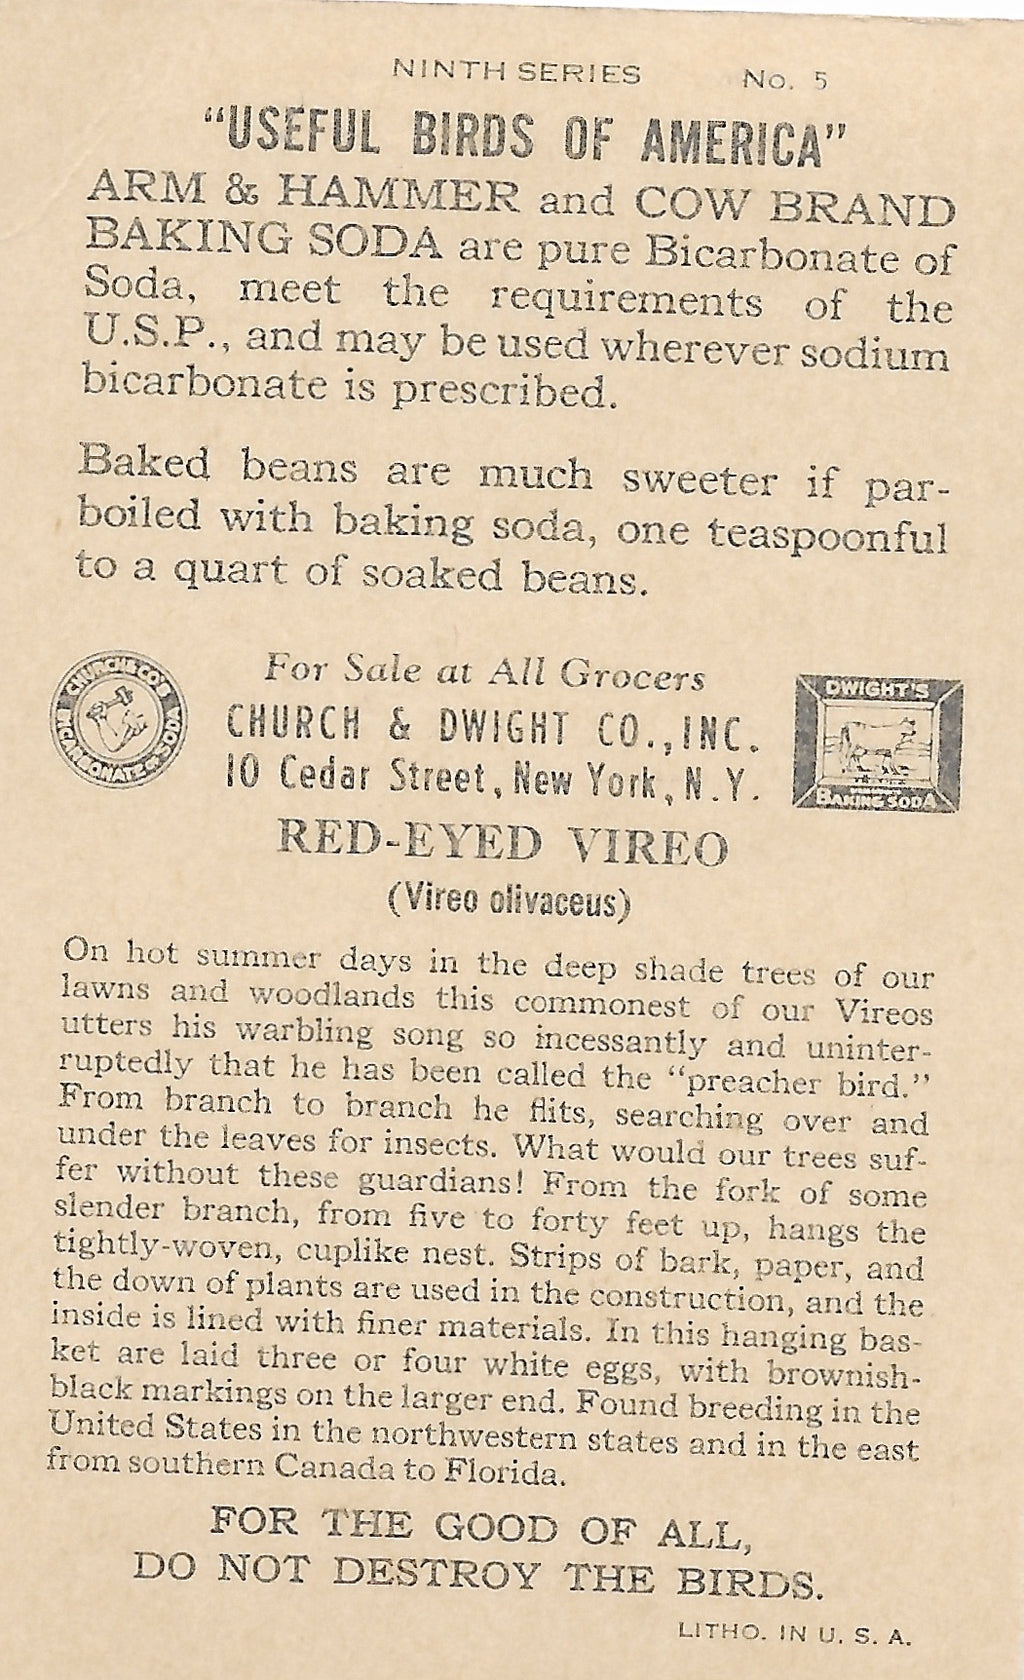 NINTH SERIES No. 5
"USEFUL BIRDS OF AMERICA"
ARM & HAMMER and COW BRAND
BAKING SODA are pure Bicarbonate of
Soda, meet the requirements of the
U.S.P., and may be used wherever sodium
bicarbonate is prescribed.
Baked beans are much sweeter if par-
boiled with baking soda, one teaspoonful
to a quart of soaked beans.
CHURCH & CO'S
BICARBONATE OF SODA
For Sale at All Grocers
CHURCH & DWIGHT CO., INC.
10 Cedar Street, New York, N.Y.
DWIGHT'S
BAKING SODA
RED-EYED VIREO
(Vireo olivaceus)
On hot summer days in the deep shade trees of our
lawns and woodlands this commonest of our Vireos
utters his warbling song so incessantly and uninter-
ruptedly that he has been called the "preacher bird."
From branch to branch he flits, searching over and
under the leaves for insects. What would our trees suf-
fer without these guardians! From the fork of some
slender branch, from five to forty feet up, hangs the
tightly-woven, cuplike nest. Strips of bark, paper, and
the down of plants are used in the construction, and the
inside is lined with finer materials. In this hanging bas-
ket are laid three or four white eggs, with brownish-
black markings on the larger end. Found breeding in the
United States in the northwestern states and in the east
from southern Canada to Florida.
FOR THE GOOD OF ALL,
DO NOT DESTROY THE BIRDS.
LITHO. IN U. S. A.